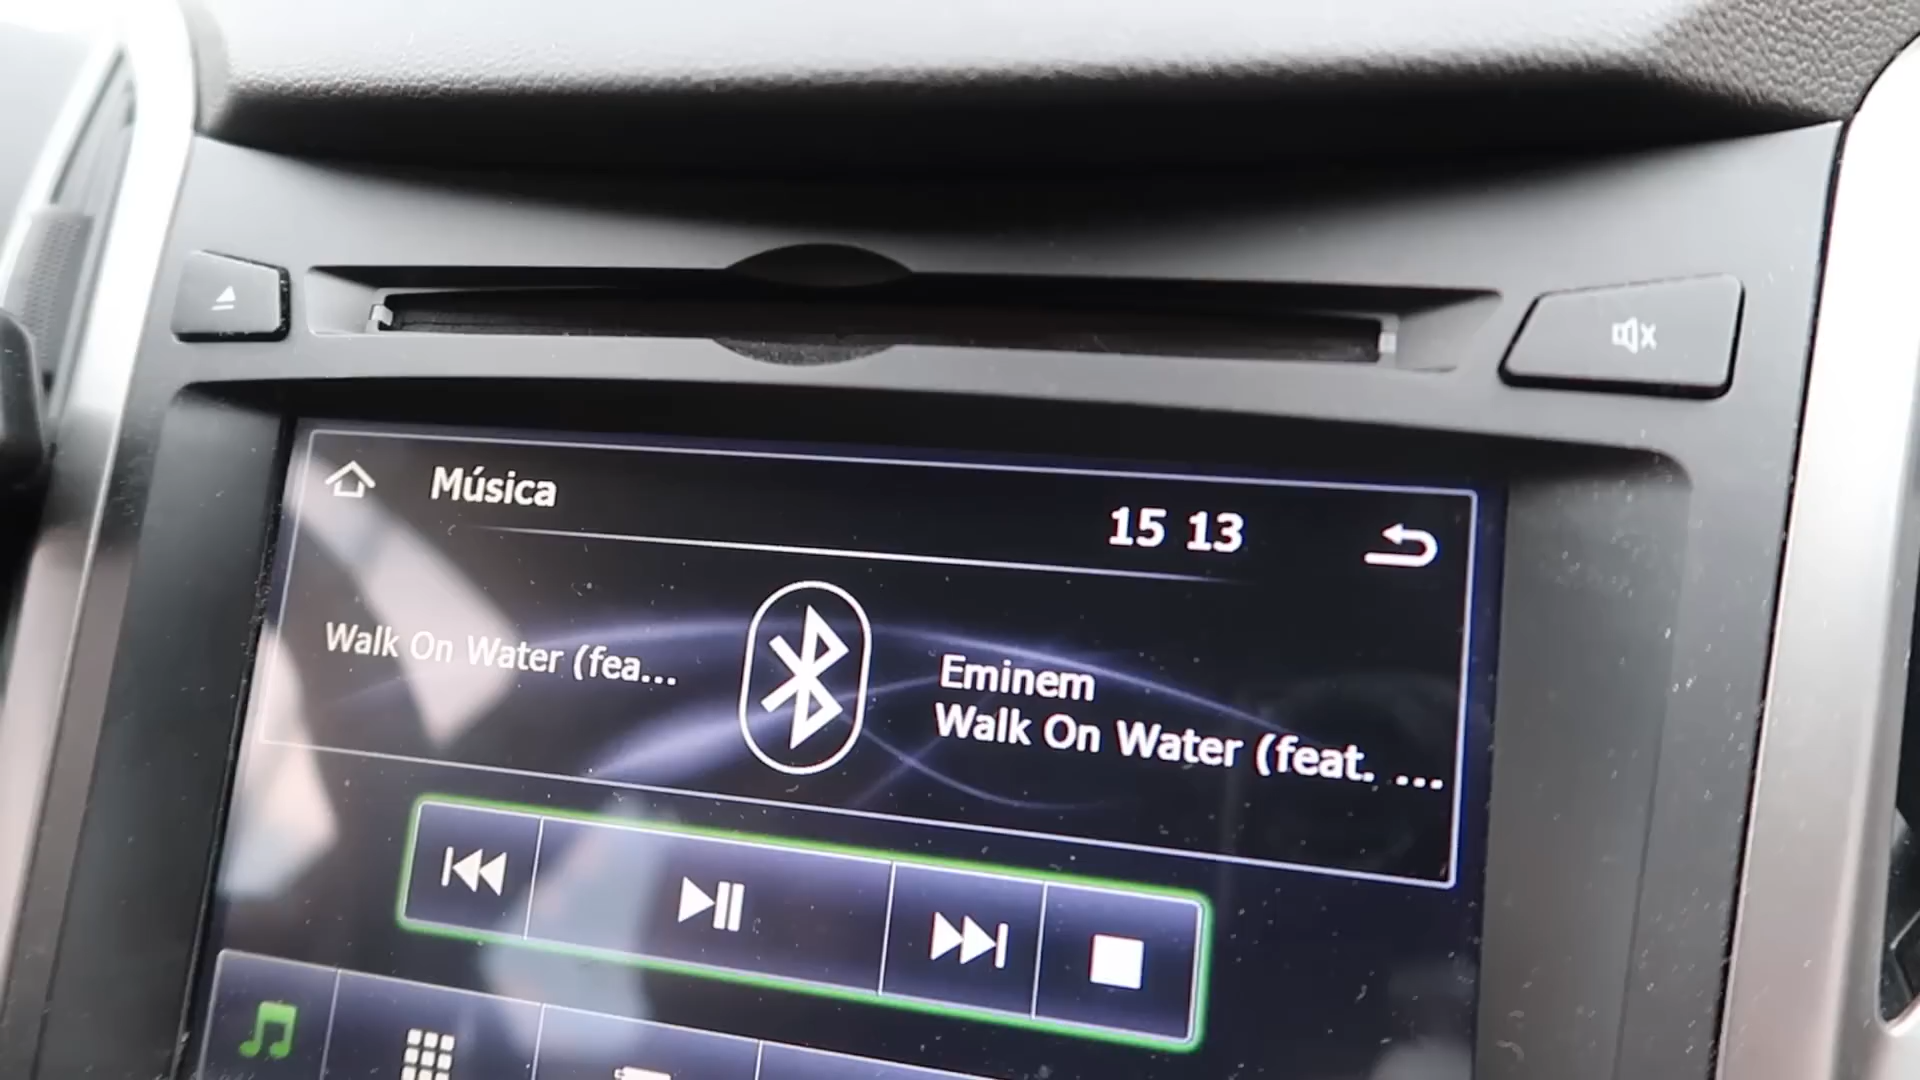 Música
15 13
Walk On Water (fea...
Eminem
Walk On Water (feat. ...